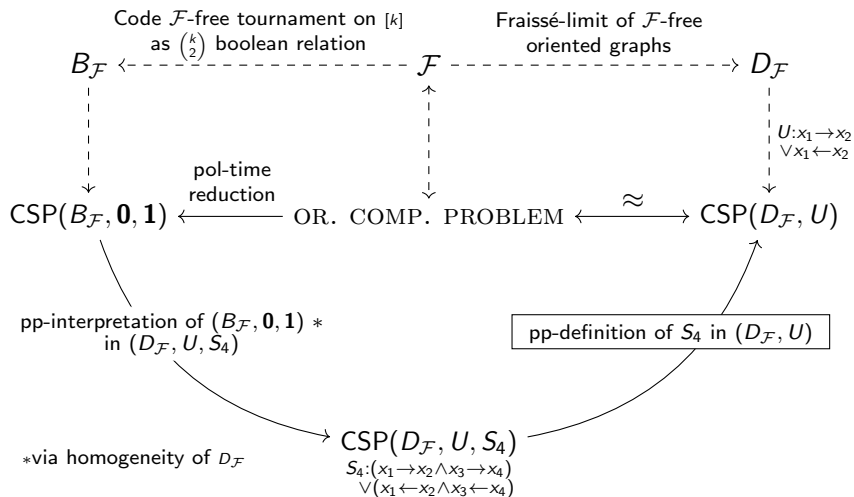 Code 𝓕-free tournament on [k]
as (k 2) boolean relation
Fraissé-limit of 𝓕-free
oriented graphs
B_𝓕
𝓕
D_𝓕
U:x₁→x₂
∨x₁←x₂
pol-time
reduction
≈
CSP(B_𝓕, 𝟎, 𝟏)
OR. COMP. PROBLEM
CSP(D_𝓕, U)
pp-interpretation of (B_𝓕, 𝟎, 𝟏) *
in (D_𝓕, U, S₄)
pp-definition of S₄ in (D_𝓕, U)
CSP(D_𝓕, U, S₄)
S₄:(x₁→x₂∧x₃→x₄)
∨(x₁←x₂∧x₃←x₄)
*via homogeneity of D_𝓕